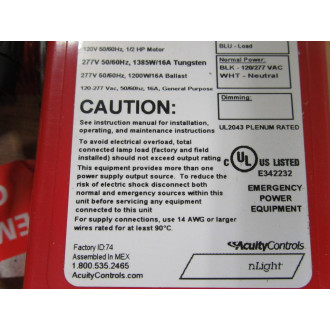 120V 50/60Hz, 1/2 HP Motor
277V 50/60Hz, 1385W/16A Tungsten
277V 50/60Hz, 1200W/16A Ballast
120-277 Vac, 50/60hz, 16A, General Purpose
BLU - Load
Normal Power:
BLK - 120/277 VAC
WHT - Neutral
Dimming:
CAUTION:
See instruction manual for installation,
operating, and maintenance instructions
UL2043 PLENUM RATED
To avoid electrical overload, total
connected lamp load (factory and field
installed) should not exceed output rating
This equipment provides more than one
power supply output source. To reduce the
risk of electric shock disconnect both
normal and emergency sources within this
unit before servicing any equipment
connected to this unit
For supply connections, use 14 AWG or larger
wires rated for at least 90°C.
C UL US LISTED
E342232
EMERGENCY
POWER
EQUIPMENT
Factory ID:74
Assembled in MEX
1.800.535.2465
AcuityControls.com
AcuityControls
nLight